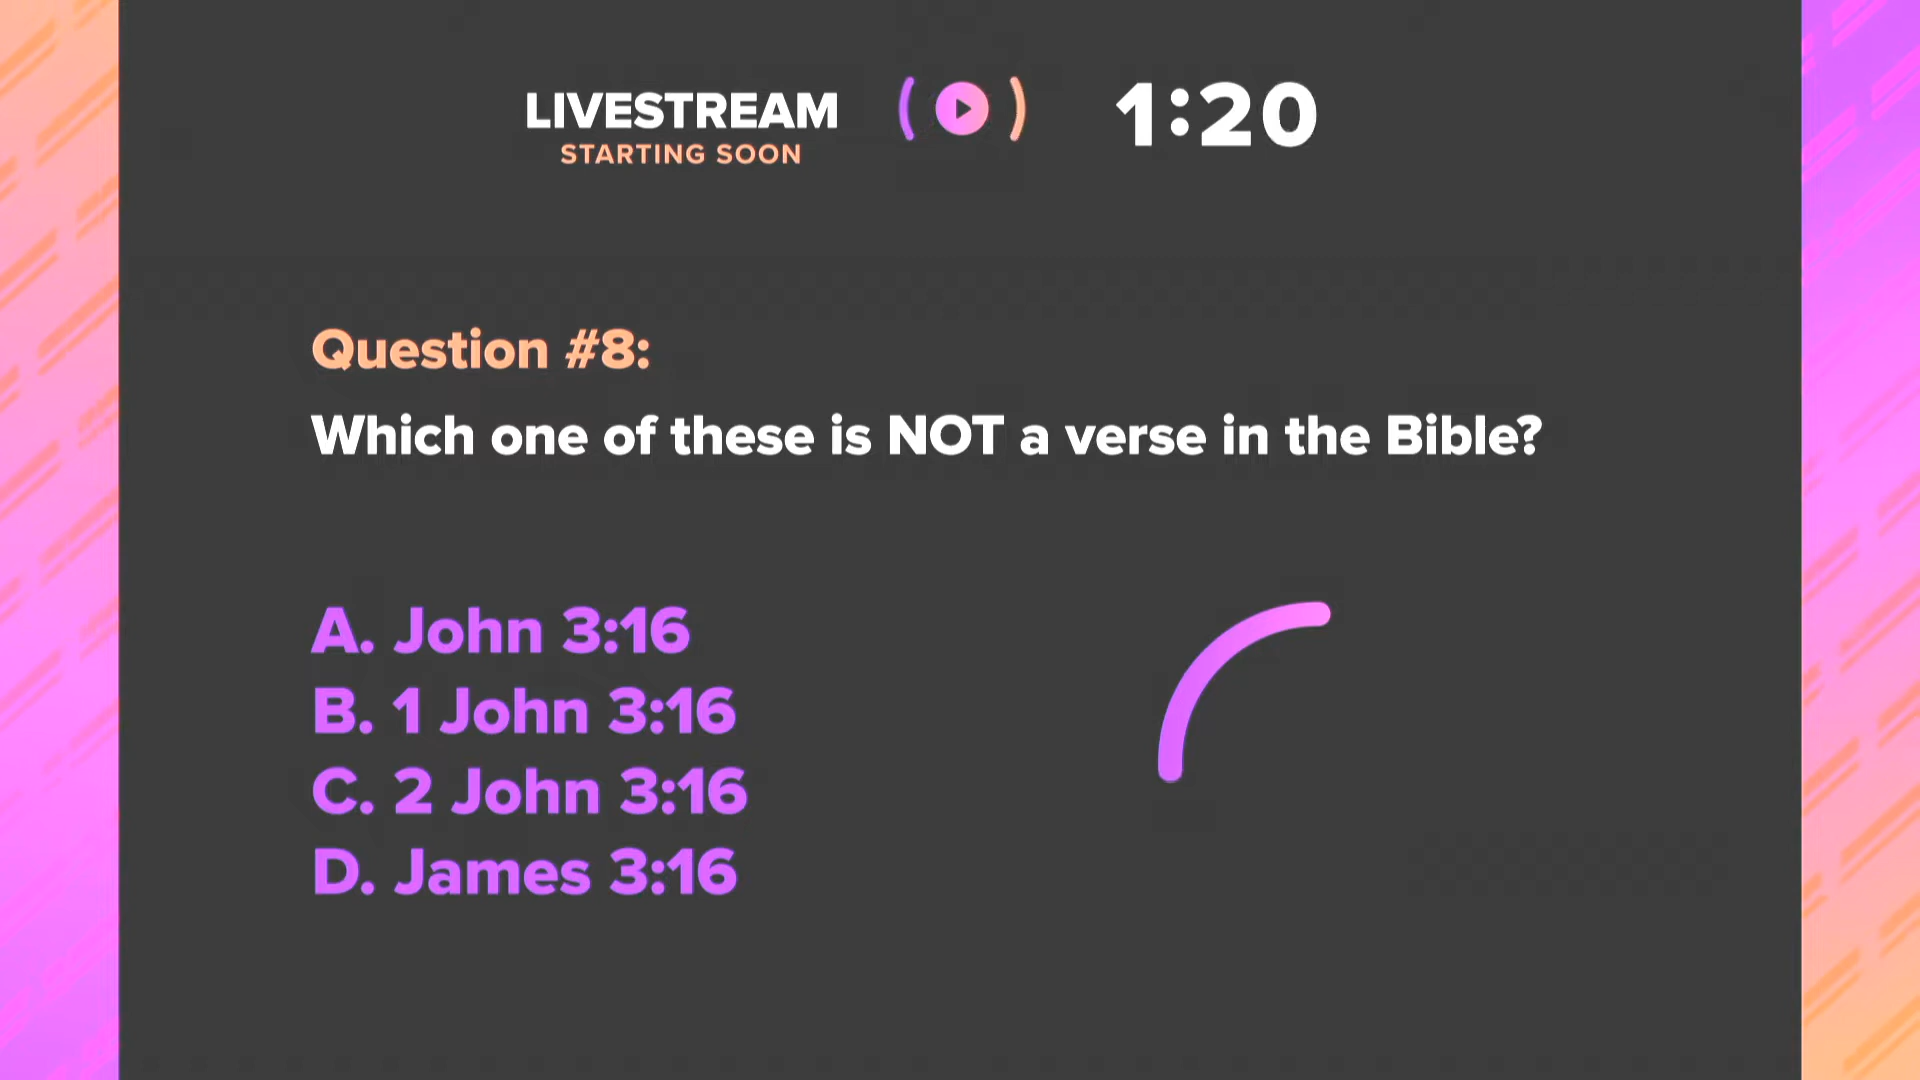 LIVESTREAM
STARTING SOON
1:20
Question #8:
Which one of these is NOT a verse in the Bible?
A. John 3:16
B. 1 John 3:16
C. 2 John 3:16
D. James 3:16